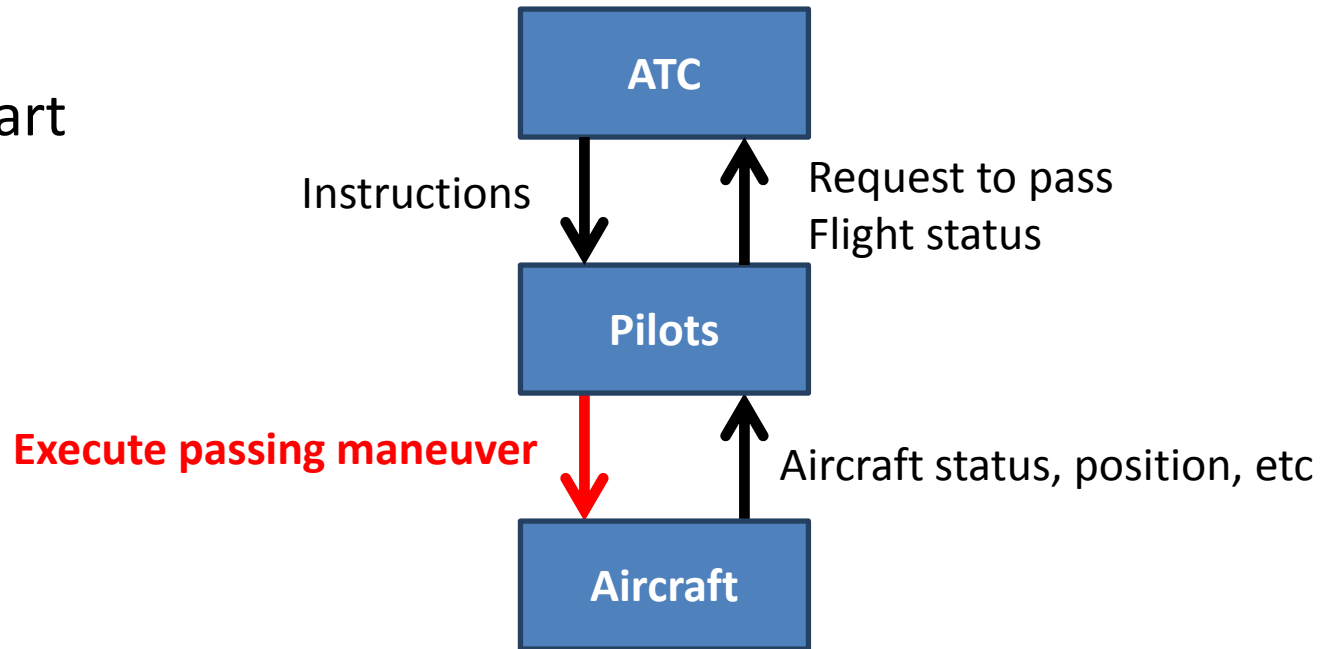 ATC
art
Instructions
Request to pass
Flight status
Pilots
Execute passing maneuver
Aircraft status, position, etc
Aircraft